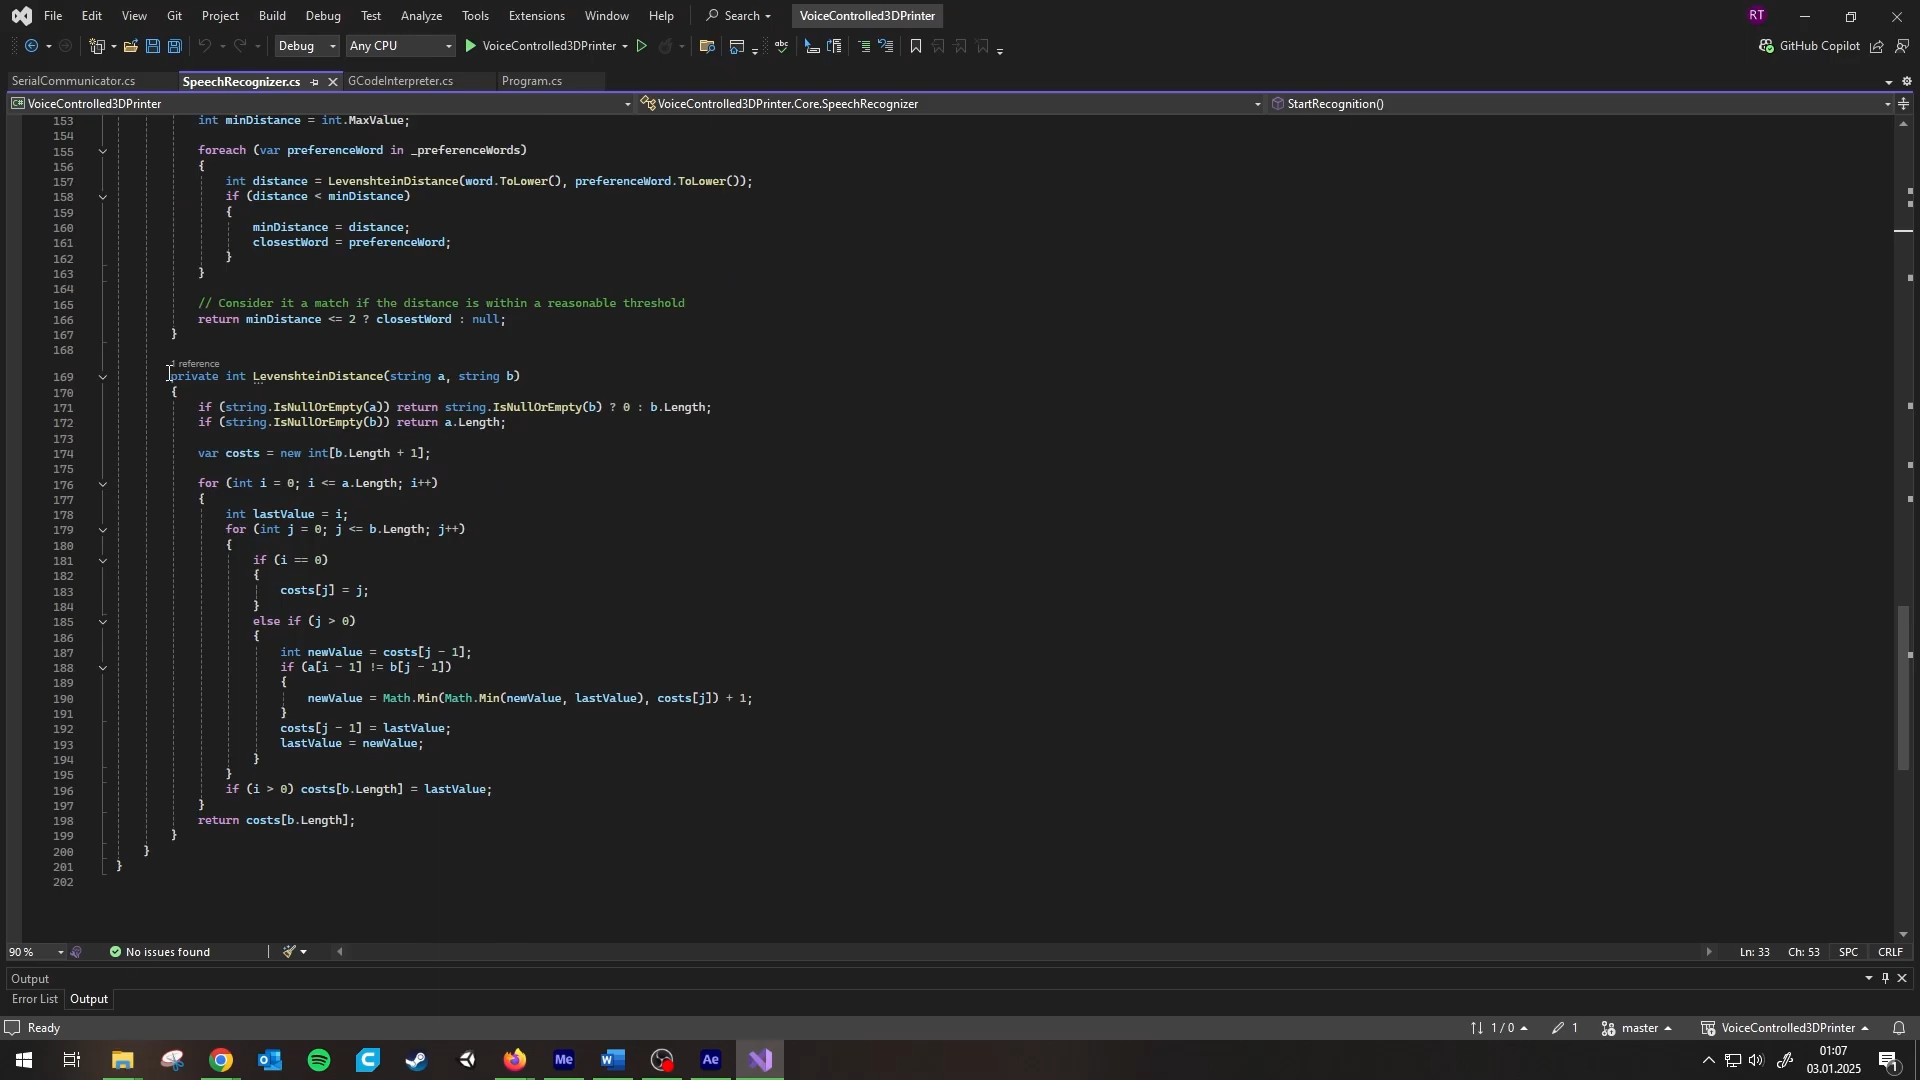 File Edit View Git Project Build Debug Test Analyze Tools Extensions Window Help Search VoiceControlled3DPrinter RT
Debug Any CPU VoiceControlled3DPrinter GitHub Copilot
SerialCommunicator.cs SpeechRecognizer.cs GCodeInterpreter.cs Program.cs
VoiceControlled3DPrinter VoiceControlled3DPrinter.Core.SpeechRecognizer StartRecognition()
153 int minDistance = int.MaxValue;
154
155 foreach (var preferenceWord in _preferenceWords)
156 {
157 int distance = LevenshteinDistance(word.ToLower(), preferenceWord.ToLower());
158 if (distance < minDistance)
159 {
160 minDistance = distance;
161 closestWord = preferenceWord;
162 }
163 }
164
165 // Consider it a match if the distance is within a reasonable threshold
166 return minDistance <= 2 ? closestWord : null;
167 }
168
1 reference
169 private int LevenshteinDistance(string a, string b)
170 {
171 if (string.IsNullOrEmpty(a)) return string.IsNullOrEmpty(b) ? 0 : b.Length;
172 if (string.IsNullOrEmpty(b)) return a.Length;
173
174 var costs = new int[b.Length + 1];
175
176 for (int i = 0; i <= a.Length; i++)
177 {
178 int lastValue = i;
179 for (int j = 0; j <= b.Length; j++)
180 {
181 if (i == 0)
182 {
183 costs[j] = j;
184 }
185 else if (j > 0)
186 {
187 int newValue = costs[j - 1];
188 if (a[i - 1] != b[j - 1])
189 {
190 newValue = Math.Min(Math.Min(newValue, lastValue), costs[j]) + 1;
191 }
192 costs[j - 1] = lastValue;
193 lastValue = newValue;
194 }
195 }
196 if (i > 0) costs[b.Length] = lastValue;
197 }
198 return costs[b.Length];
199 }
200 }
201 }
202
90 % No issues found Ln: 33 Ch: 53 SPC CRLF
Output
Error List Output
Ready 1 / 0 1 master VoiceControlled3DPrinter
Me Ae 01:07
03.01.2025 1